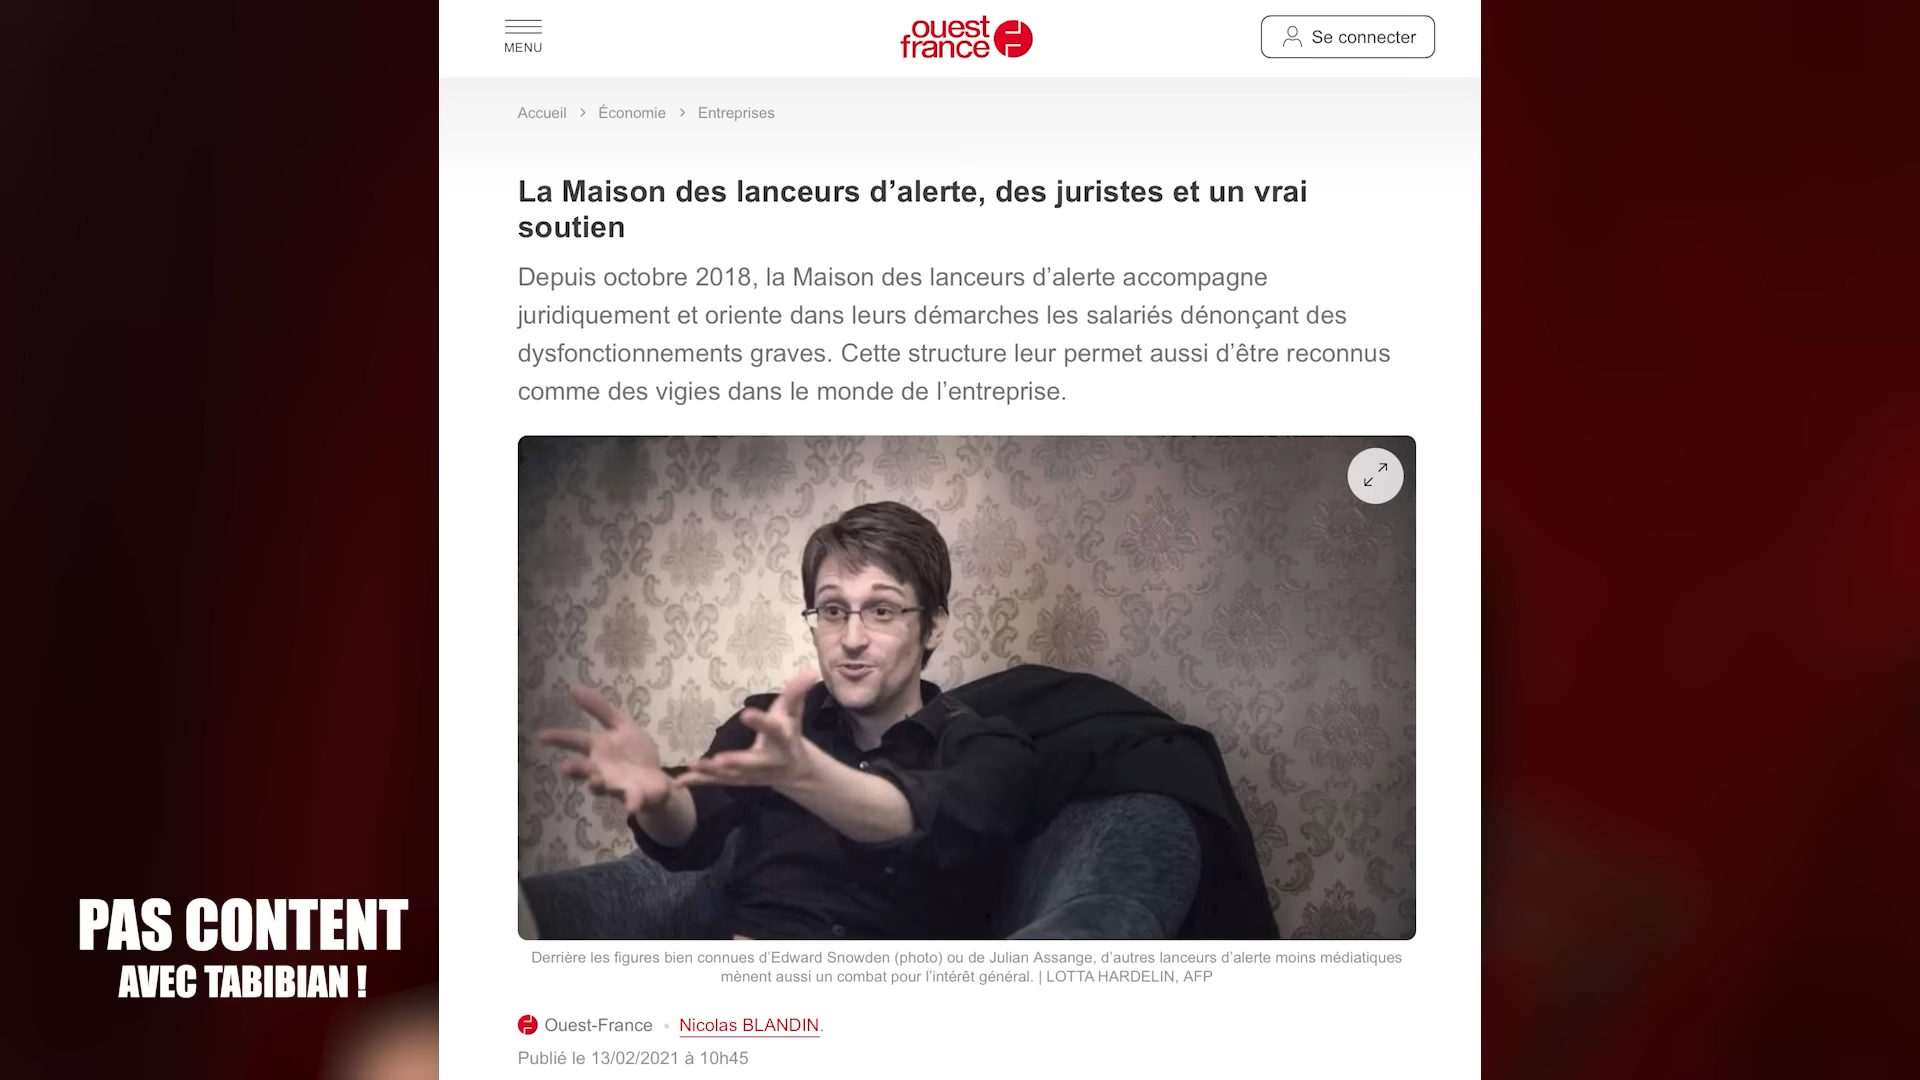 MENU
ouest
france
Se connecter
Accueil > Économie > Entreprises
La Maison des lanceurs d’alerte, des juristes et un vrai
soutien
Depuis octobre 2018, la Maison des lanceurs d’alerte accompagne
juridiquement et oriente dans leurs démarches les salariés dénonçant des
dysfonctionnements graves. Cette structure leur permet aussi d’être reconnus
comme des vigies dans le monde de l’entreprise.
Derrière les figures bien connues d’Edward Snowden (photo) ou de Julian Assange, d’autres lanceurs d’alerte moins médiatiques
mènent aussi un combat pour l’intérêt général. | LOTTA HARDELIN, AFP
Ouest-France Nicolas BLANDIN.
Publié le 13/02/2021 à 10h45
PAS CONTENT
AVEC TABIBIAN !